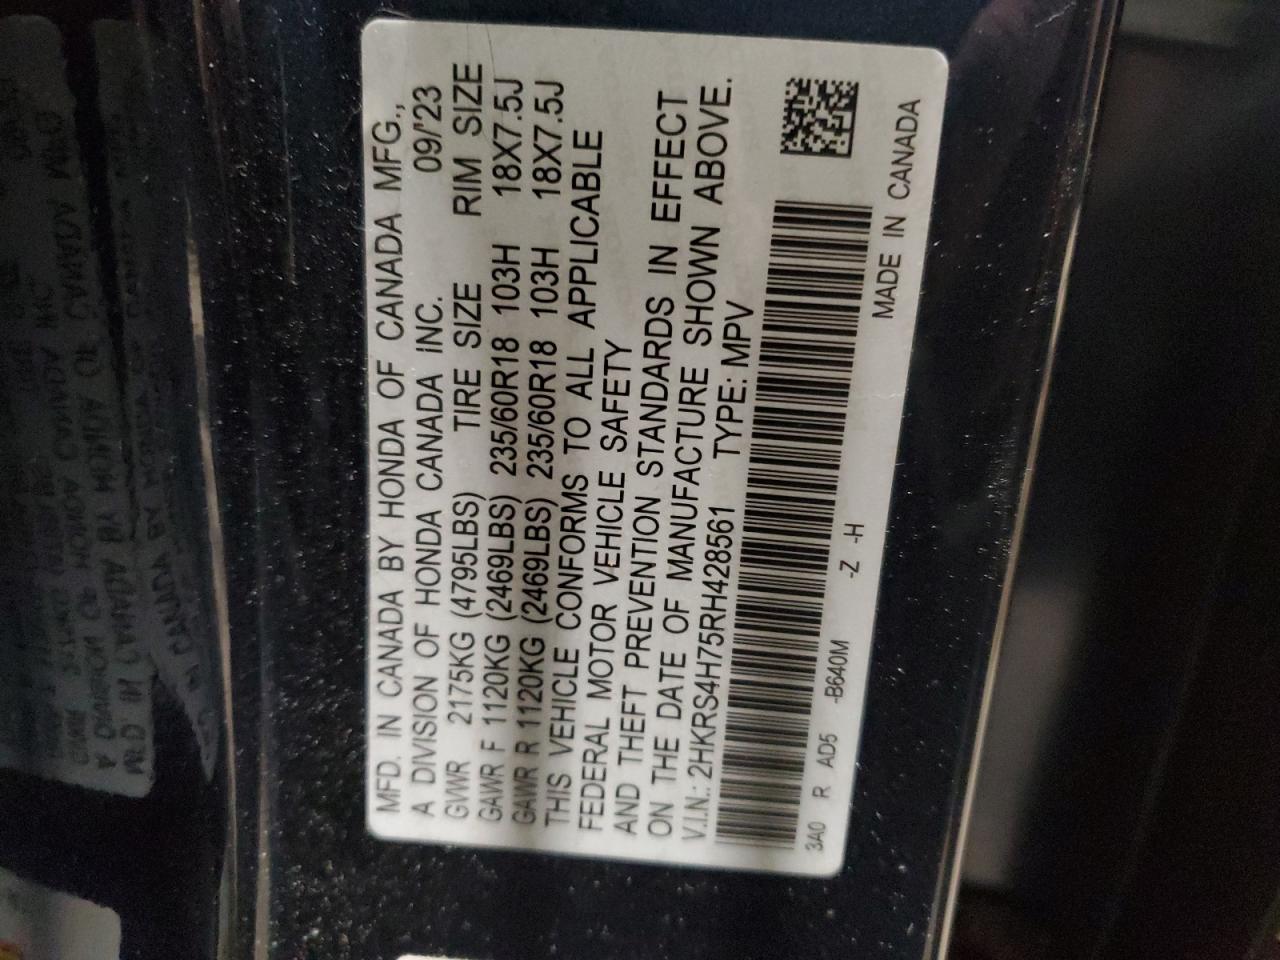 MFD. IN CANADA BY HONDA OF CANADA MFG.,
A DIVISION OF HONDA CANADA INC. 09/'23
GVWR 2175KG (4795LBS) TIRE SIZE RIM SIZE
GAWR F 1120KG (2469LBS) 235/60R18 103H 18X7.5J
GAWR R 1120KG (2469LBS) 235/60R18 103H 18X7.5J
THIS VEHICLE CONFORMS TO ALL APPLICABLE
FEDERAL MOTOR VEHICLE SAFETY
AND THEFT PREVENTION STANDARDS IN EFFECT
ON THE DATE OF MANUFACTURE SHOWN ABOVE.
V.I.N.: 2HKRS4H75RH428561 TYPE: MPV
3A0 R AD5 -B640M -Z -H
MADE IN CANADA